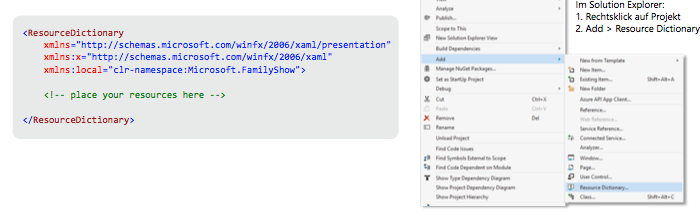 <ResourceDictionary
xmlns="http://schemas.microsoft.com/winfx/2006/xaml/presentation"
xmlns:x="http://schemas.microsoft.com/winfx/2006/xaml"
xmlns:local="clr-namespace:Microsoft.FamilyShow">
<!-- place your resources here -->
</ResourceDictionary>
Im Solution Explorer:
1. Rechtsklick auf Projekt
2. Add > Resource Dictionary
View
Analyze
Publish...
Scope to This
New Solution Explorer View
Build Dependencies
Add
Manage NuGet Packages...
Set as StartUp Project
Debug
Cut Ctrl+X
Paste Ctrl+V
Remove Del
Rename
Unload Project
Find Code Issues
Find Symbols External to Scope
Find Code Dependent on Module
Show Type Dependency Diagram
Show Project Dependency Diagram
Show Project Hierarchy
New from Template
New Item...
Existing Item... Shift+Alt+A
New Folder
Azure API App Client...
Reference...
Web Reference...
Service Reference...
Connected Service...
Analyzer...
Window...
Page...
User Control...
Resource Dictionary...
Class... Shift+Alt+C